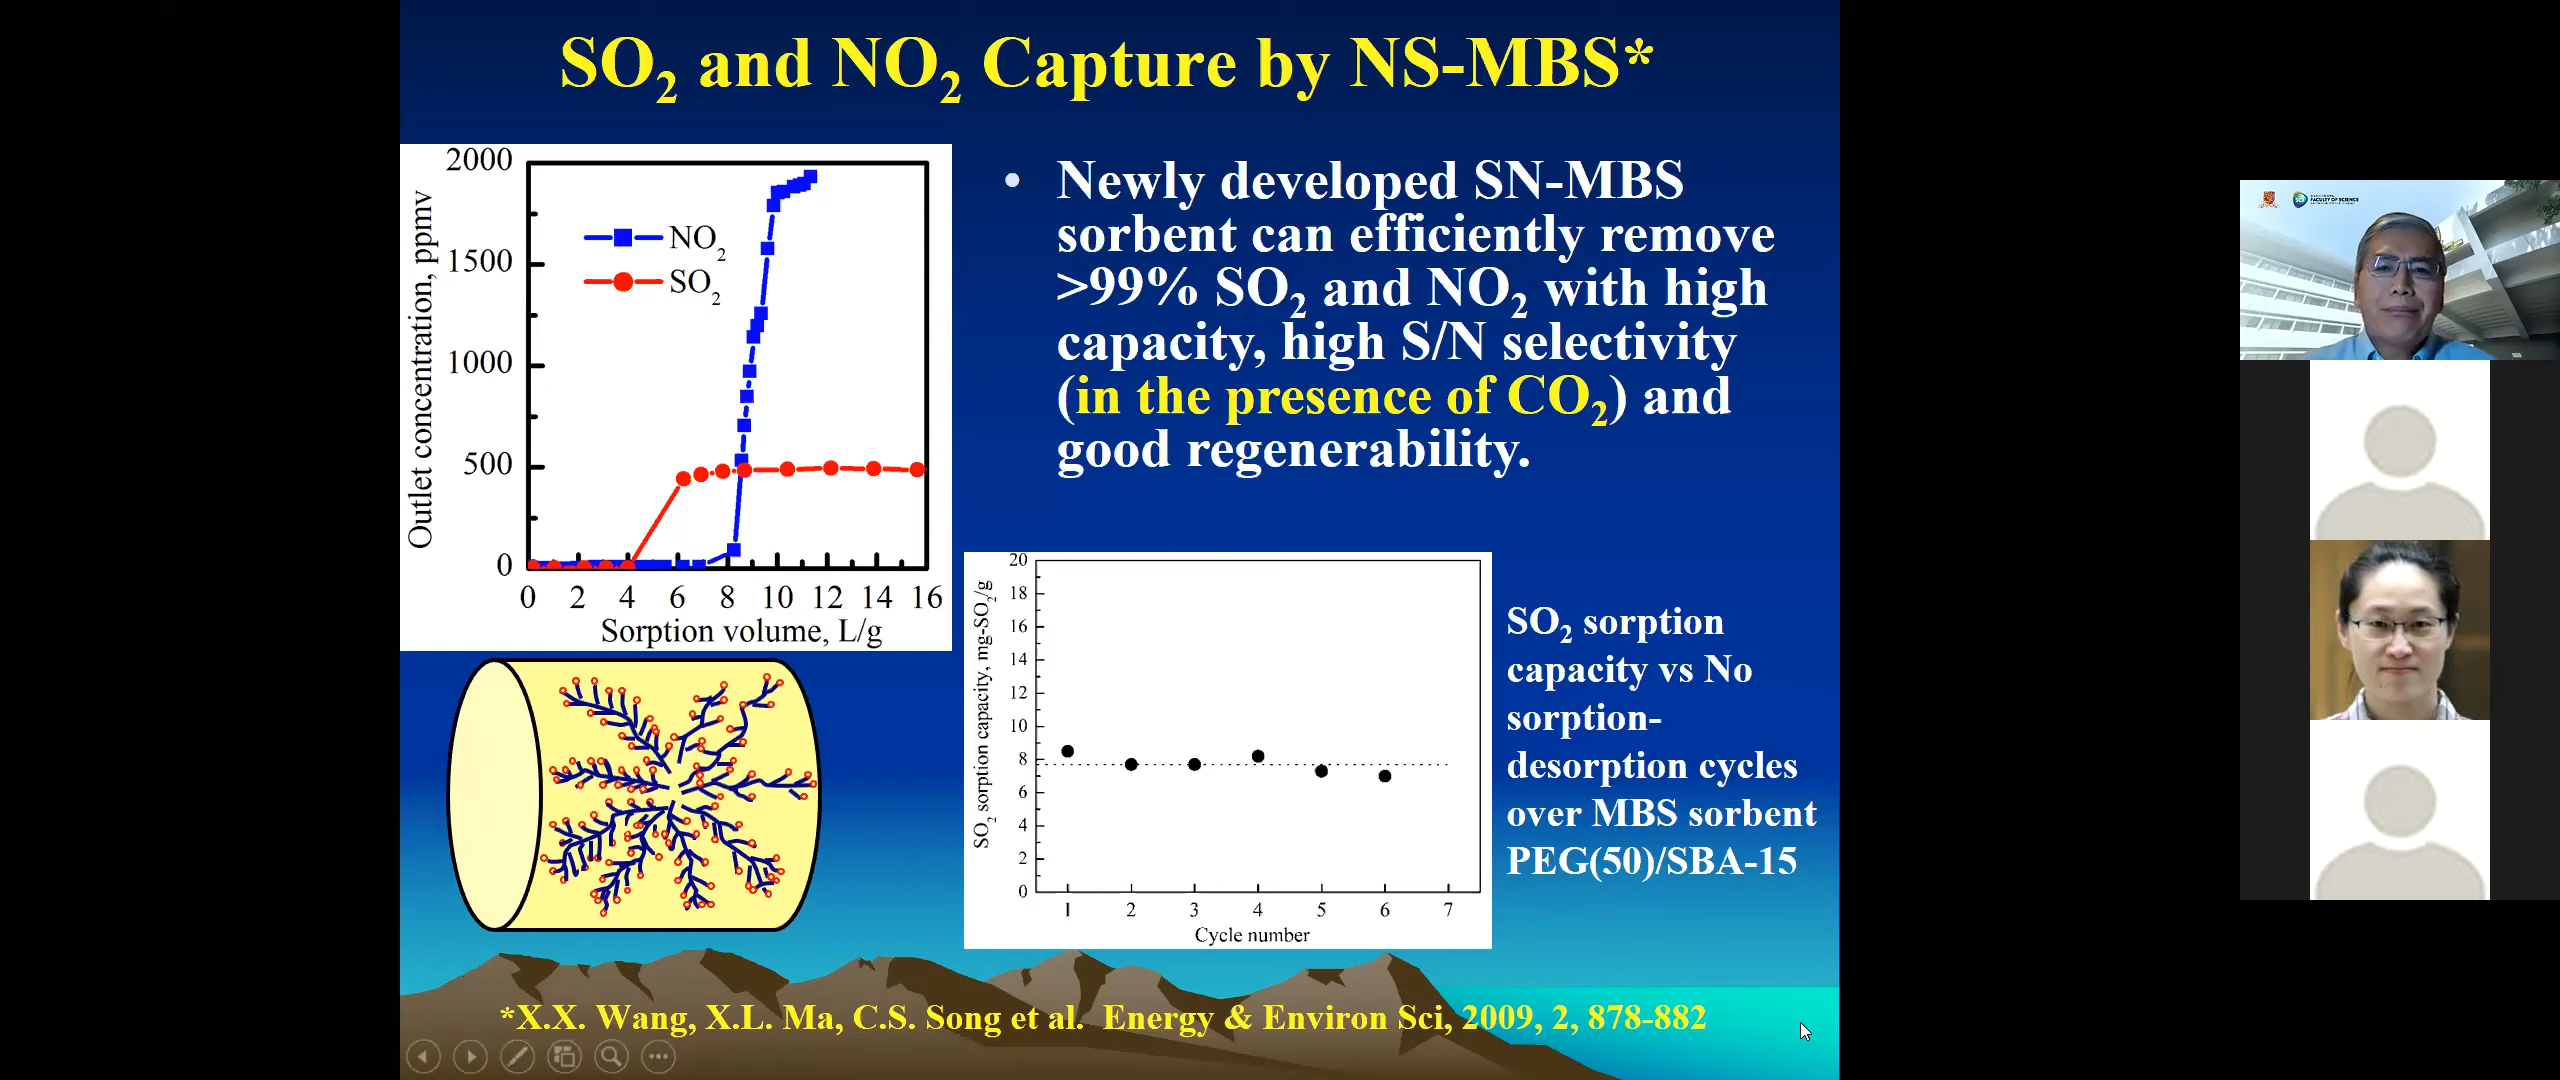 SO2 and NO2 Capture by NS-MBS*
2000
1500
1000
500
0
Outlet concentration, ppmv
NO2
SO2
0 2 4 6 8 10 12 14 16
Sorption volume, L/g
• Newly developed SN-MBS
sorbent can efficiently remove
>99% SO2 and NO2 with high
capacity, high S/N selectivity
(in the presence of CO2) and
good regenerability.
20
18
16
14
12
10
8
6
4
2
0
SO2 sorption capacity, mg-SO2/g
1 2 3 4 5 6 7
Cycle number
SO2 sorption
capacity vs No
sorption-
desorption cycles
over MBS sorbent
PEG(50)/SBA-15
*X.X. Wang, X.L. Ma, C.S. Song et al. Energy & Environ Sci, 2009, 2, 878-882
FACULTY OF SCIENCE